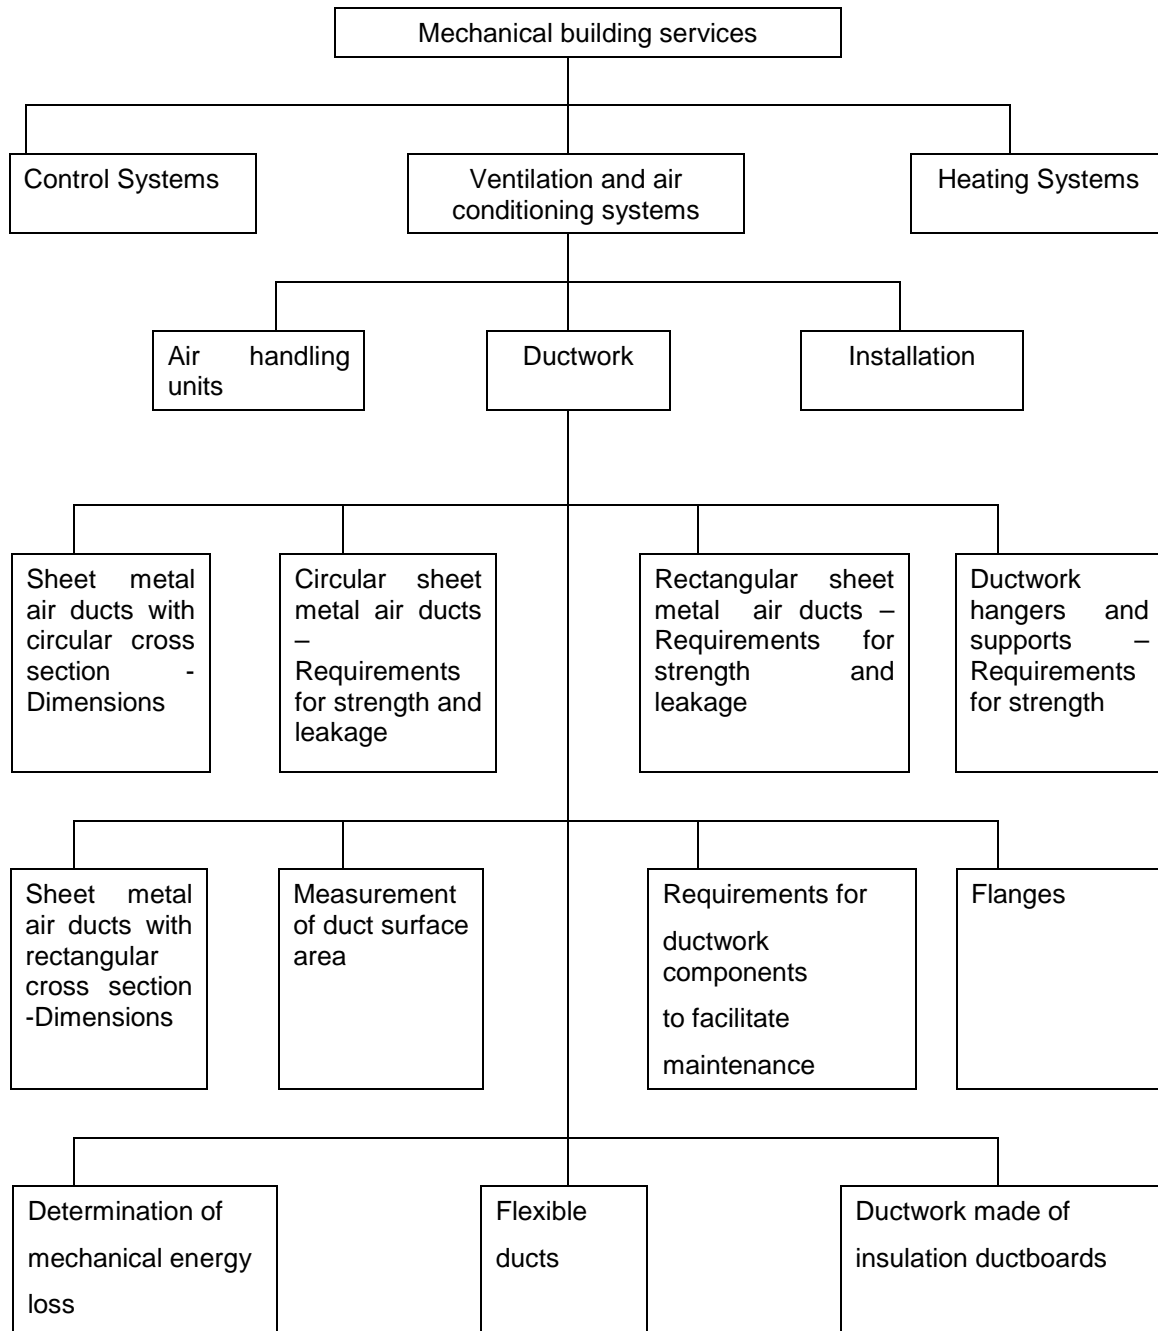 Mechanical building services
Control Systems
Ventilation and air
conditioning systems
Heating Systems
Air handling
units
Ductwork
Installation
Sheet metal
air ducts with
circular cross
section -
Dimensions
Circular sheet
metal air ducts
–
Requirements
for strength and
leakage
Rectangular sheet
metal air ducts –
Requirements for
strength and
leakage
Ductwork
hangers and
supports –
Requirements
for strength
Sheet metal
air ducts with
rectangular
cross section
-Dimensions
Measurement
of duct surface
area
Requirements for
ductwork
components
to facilitate
maintenance
Flanges
Determination of
mechanical energy
loss
Flexible
ducts
Ductwork made of
insulation ductboards